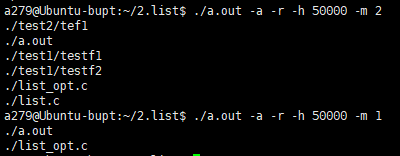 a279@Ubuntu-bupt:~/2.list$ ./a.out -a -r -h 50000 -m 2
./test2/tef1
./a.out
./test1/testf1
./test1/testf2
./list_opt.c
./list.c
a279@Ubuntu-bupt:~/2.list$ ./a.out -a -r -h 50000 -m 1
./a.out
./list_opt.c